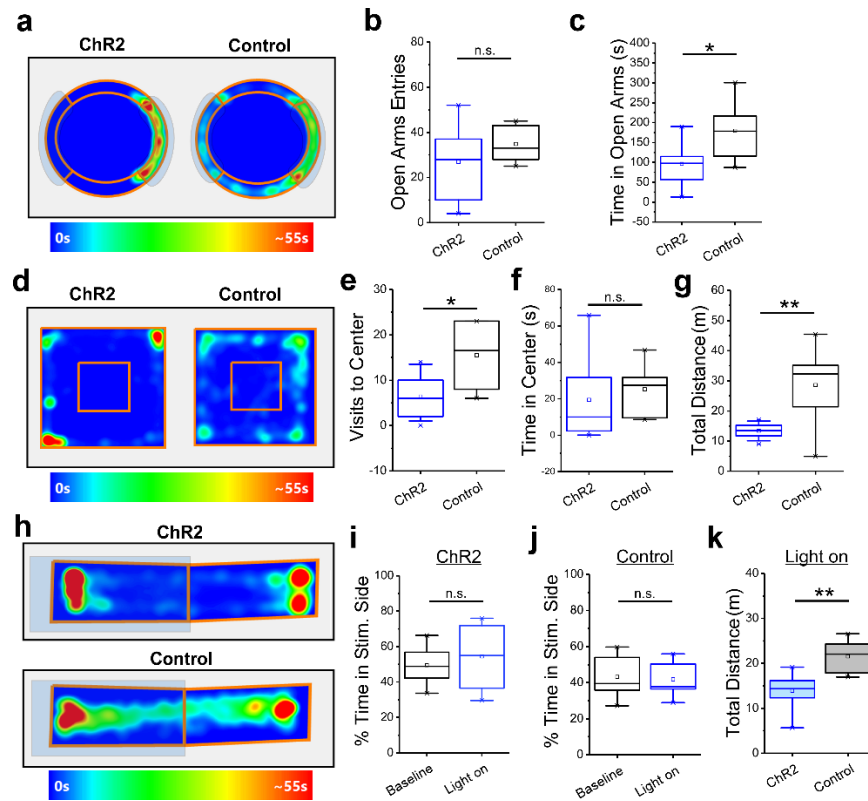 a
ChR2 Control
0s ~55s
b
Open Arms Entries
80
60
40
20
0
n.s.
ChR2 Control
c
Time in Open Arms (s)
400
350
300
250
200
150
100
50
0
-50
*
ChR2 Control
d
ChR2 Control
0s ~55s
e
Visits to Center
30
20
10
0
-10
*
ChR2 Control
f
Time in Center (s)
80
60
40
20
0
-20
n.s.
ChR2 Control
g
Total Distance (m)
60
50
40
30
20
10
0
**
ChR2 Control
h
ChR2
Control
0s ~55s
i
ChR2
% Time in Stim. Side
100
80
60
40
20
0
n.s.
Baseline Light on
j
Control
% Time in Stim. Side
100
80
60
40
20
0
n.s.
Baseline Light on
k
Light on
Total Distance (m)
40
30
20
10
0
**
ChR2 Control